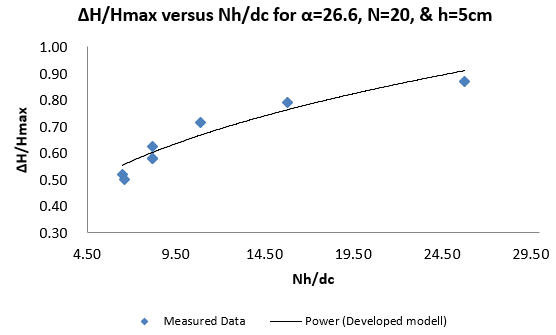 ΔH/Hmax versus Nh/dc for α=26.6, N=20, & h=5cm
1.00
0.90
0.80
0.70
0.60
0.50
0.40
0.30
ΔH/Hmax
4.50 9.50 14.50 19.50 24.50 29.50
Nh/dc
Measured Data Power (Developed modell)